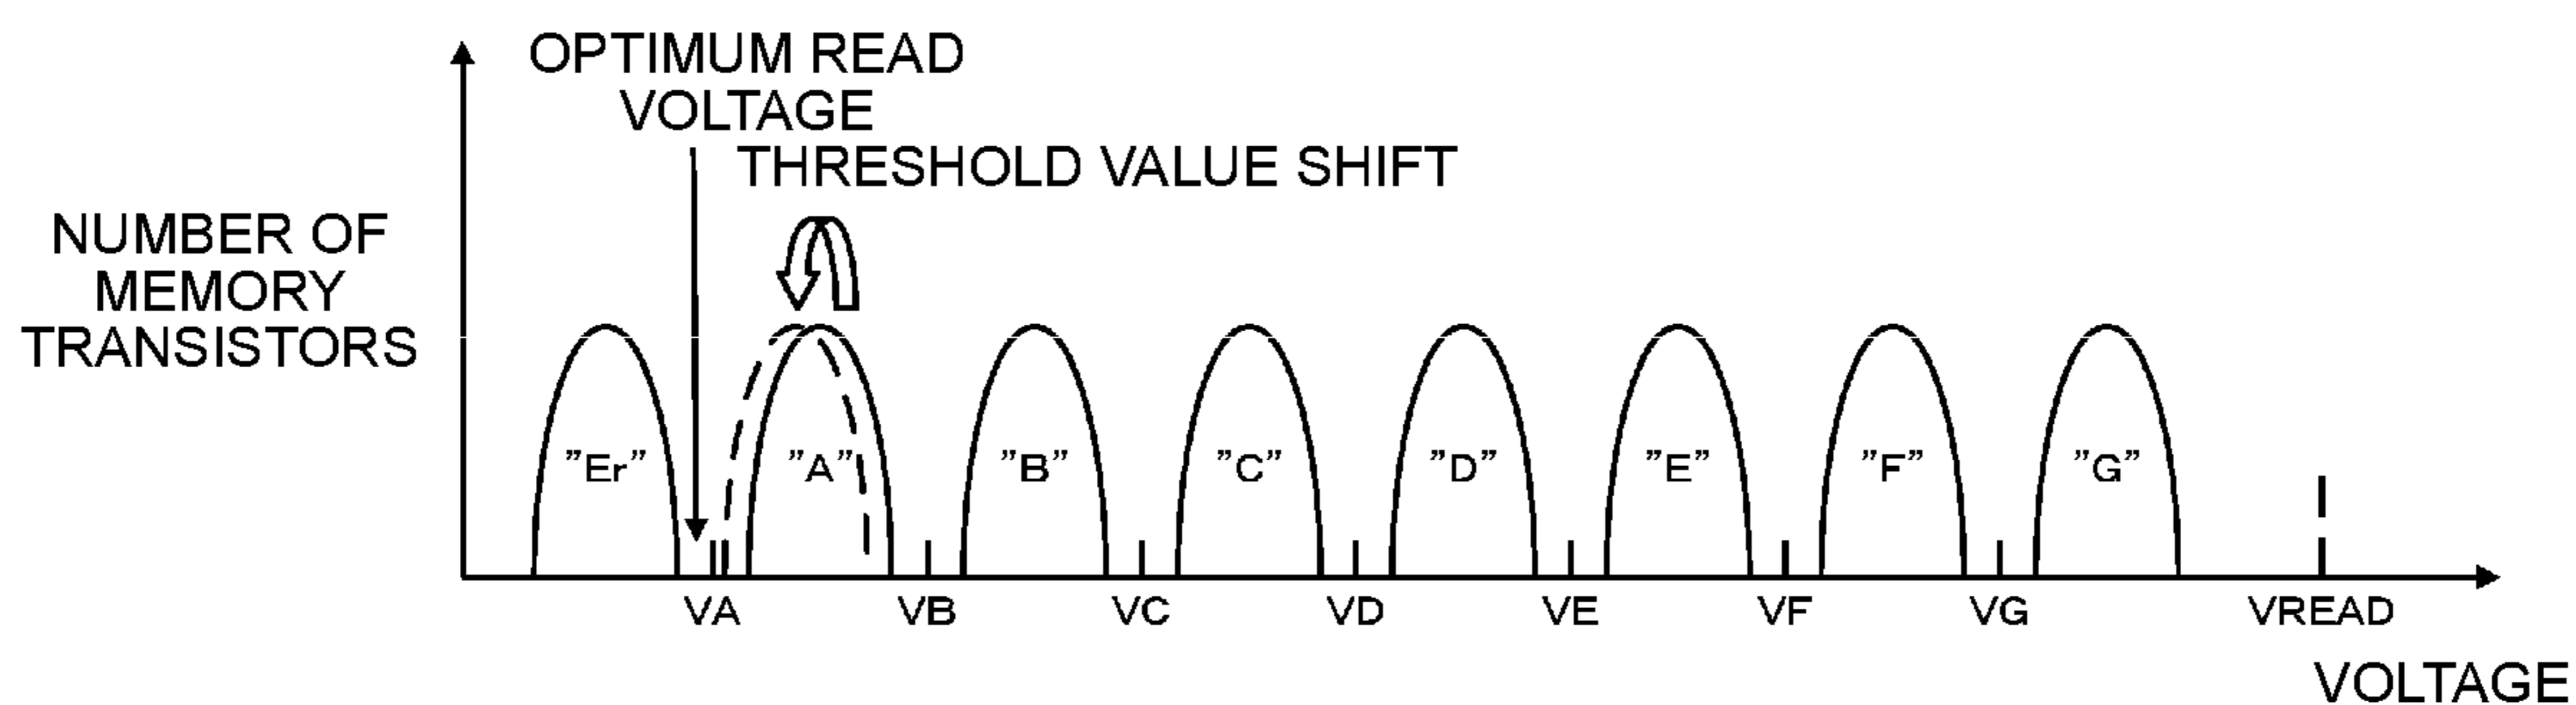 OPTIMUM READ
VOLTAGE
THRESHOLD VALUE SHIFT
NUMBER OF
MEMORY
TRANSISTORS
”Er” ”A” ”B” ”C” ”D” ”E” ”F” ”G”
VA VB VC VD VE VF VG VREAD
VOLTAGE